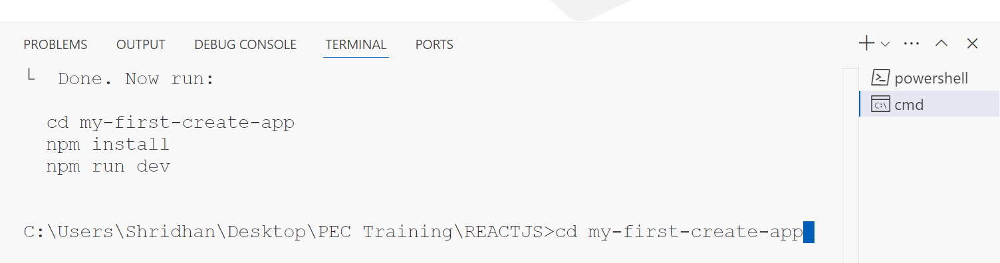 PROBLEMS OUTPUT DEBUG CONSOLE TERMINAL PORTS
Done. Now run:
cd my-first-create-app
npm install
npm run dev
C:\Users\Shridhan\Desktop\PEC Training\REACTJS>cd my-first-create-app
powershell
C:\ cmd